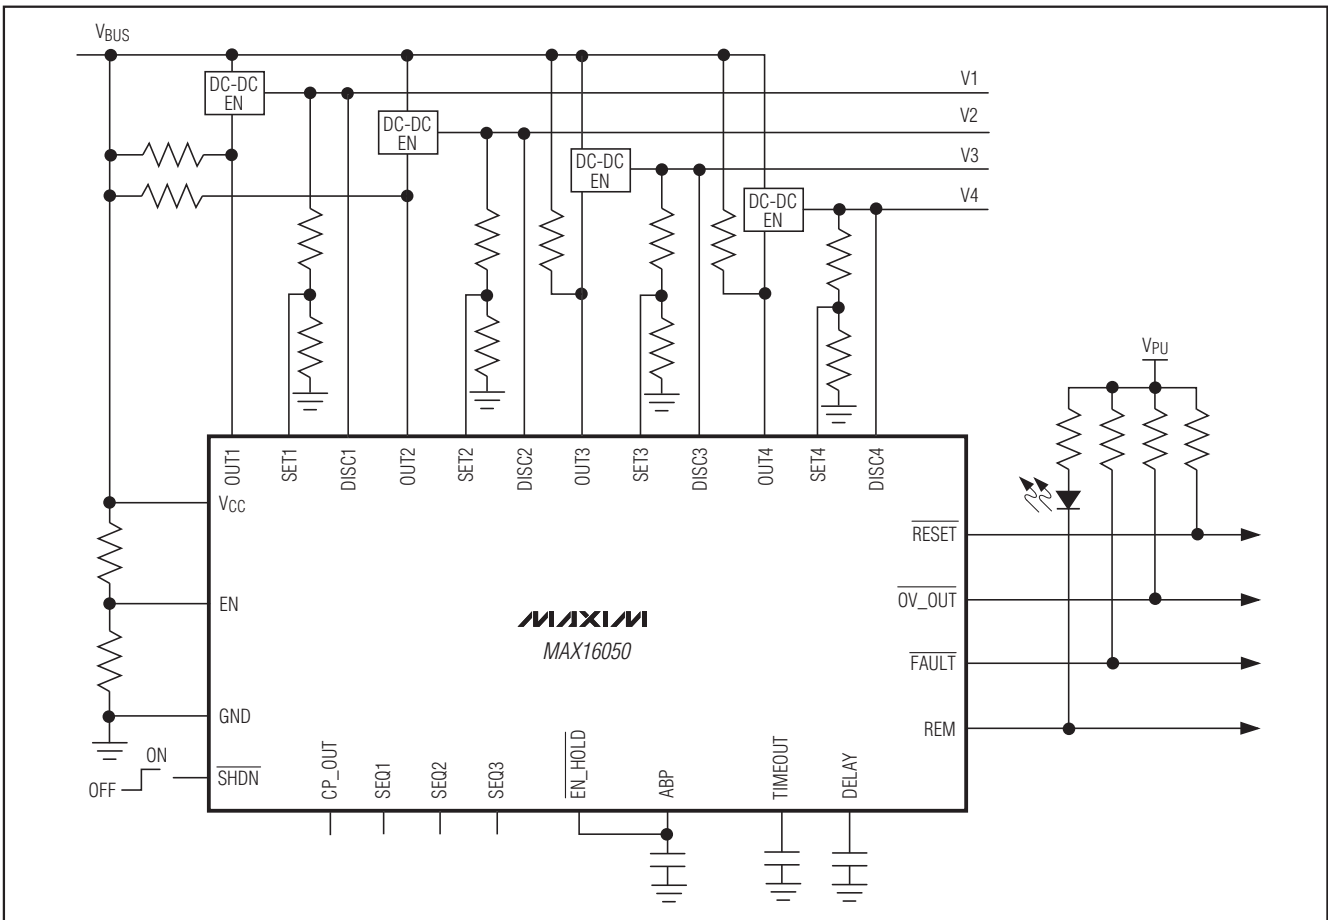 VBUS
DC-DC
EN
V1
DC-DC
EN
V2
DC-DC
EN
V3
DC-DC
EN
V4
VPU
OUT1
SET1
DISC1
OUT2
SET2
DISC2
OUT3
SET3
DISC3
OUT4
SET4
DISC4
VCC
RESET
EN
OV_OUT
MAXIM
MAX16050
FAULT
GND
REM
ON
OFF
SHDN
CP_OUT
SEQ1
SEQ2
SEQ3
EN_HOLD
ABP
TIMEOUT
DELAY